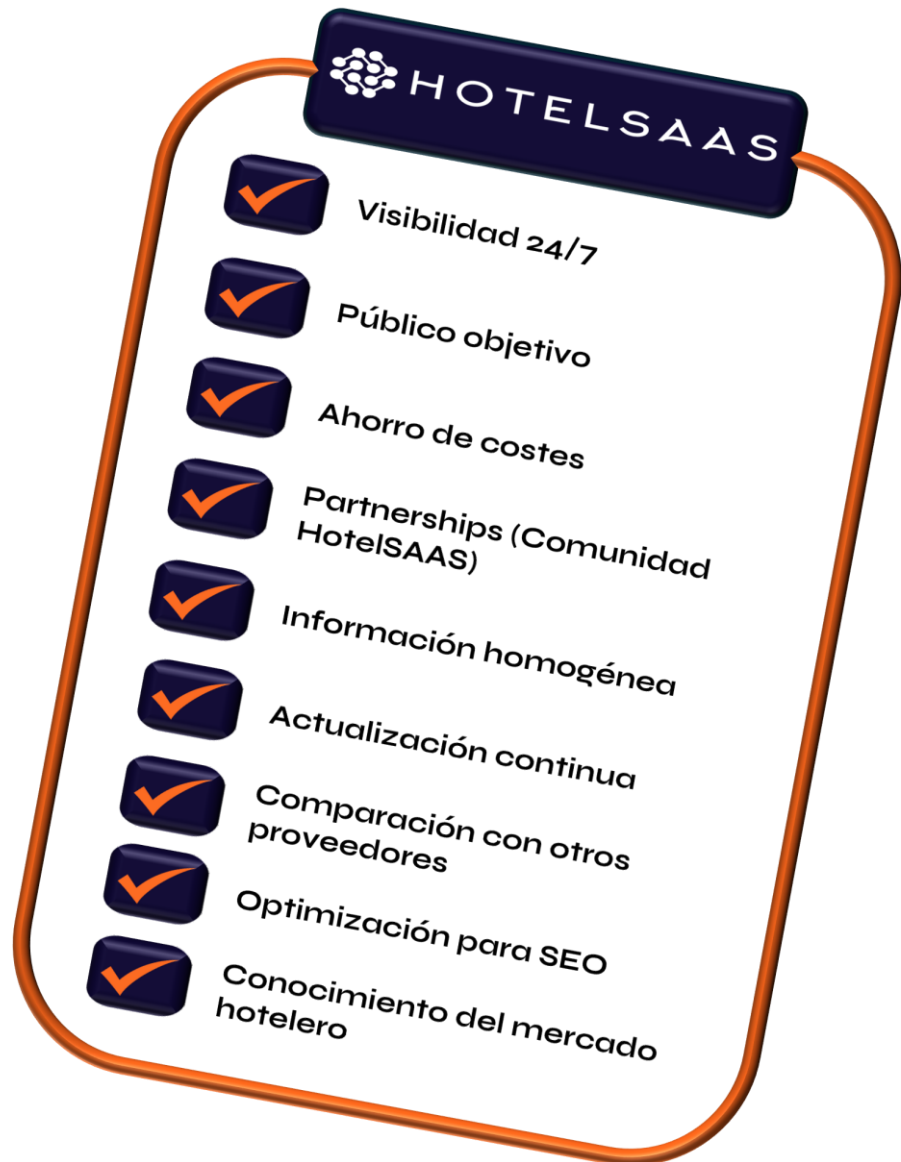 HOTELSAAS
Visibilidad 24/7
Público objetivo
Ahorro de costes
Partnerships (Comunidad
HotelSAAS)
Información homogénea
Actualización continua
Comparación con otros
proveedores
Optimización para SEO
Conocimiento del mercado
hotelero